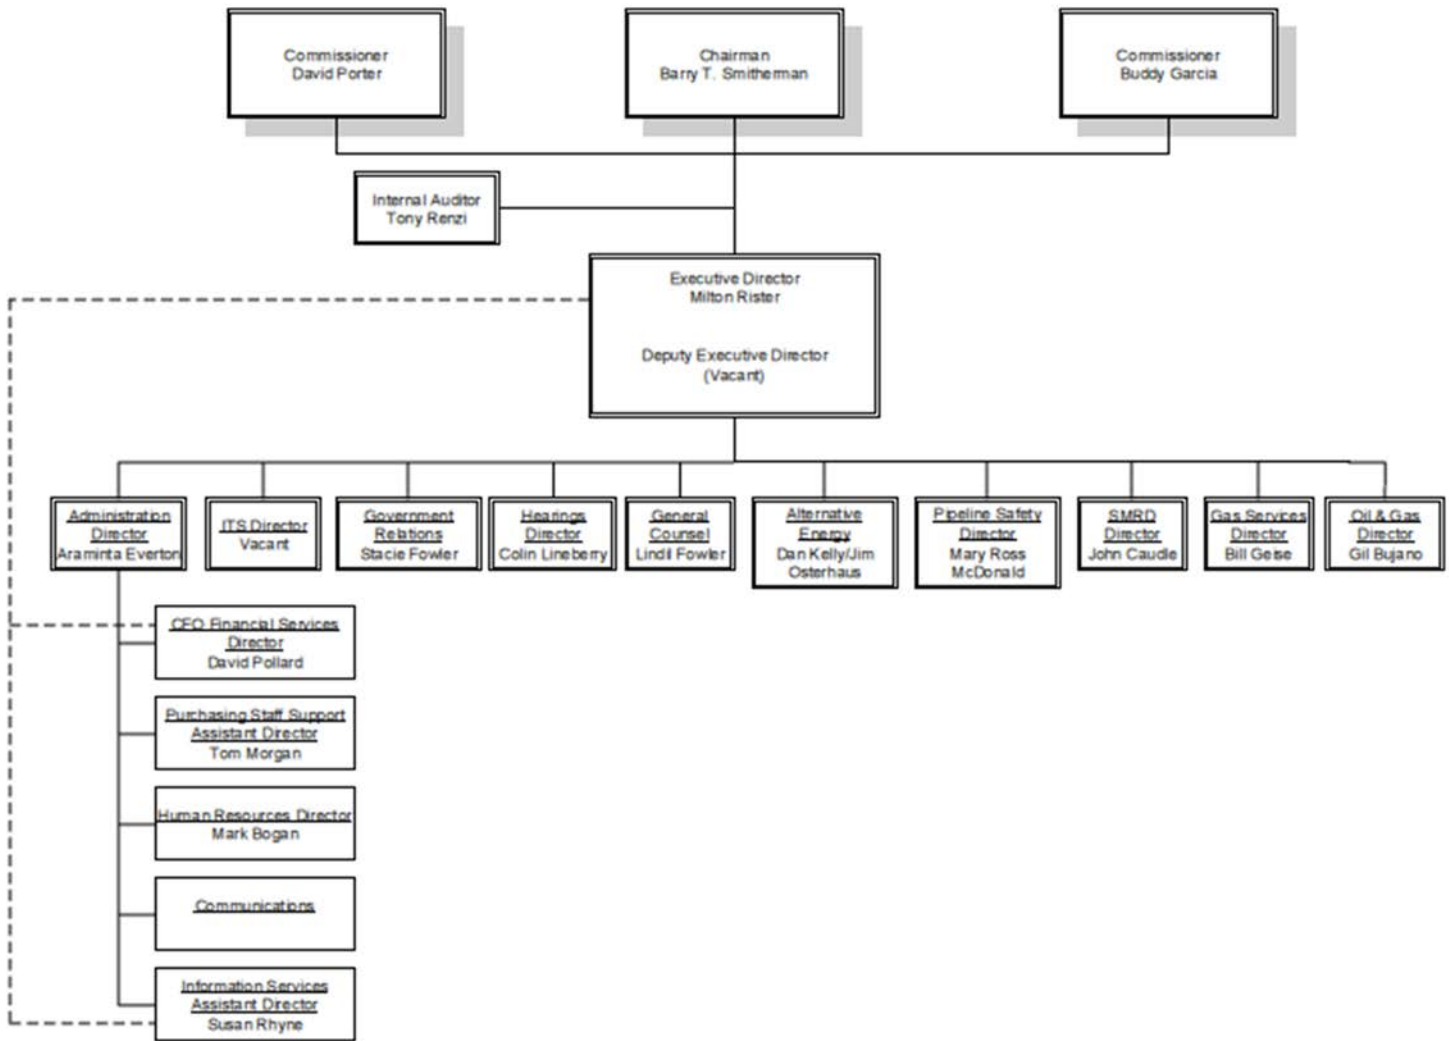 Commissioner
David Porter
Chairman
Barry T. Smitherman
Commissioner
Buddy Garcia
Internal Auditor
Tony Renzi
Executive Director
Milton Rister
Deputy Executive Director
(Vacant)
Administration
Director
Araminta Everton
ITS Director
Vacant
Government
Relations
Stacie Fowler
Hearings
Director
Colin Lineberry
General
Counsel
Lindil Fowler
Alternative
Energy
Dan Kelly/Jim
Osterhaus
Pipeline Safety
Director
Mary Ross
McDonald
SMRD
Director
John Caudle
Gas Services
Director
Bill Geise
Oil & Gas
Director
Gil Bujano
CFO Financial Services
Director
David Pollard
Purchasing Staff Support
Assistant Director
Tom Morgan
Human Resources Director
Mark Bogan
Communications
Information Services
Assistant Director
Susan Rhyne